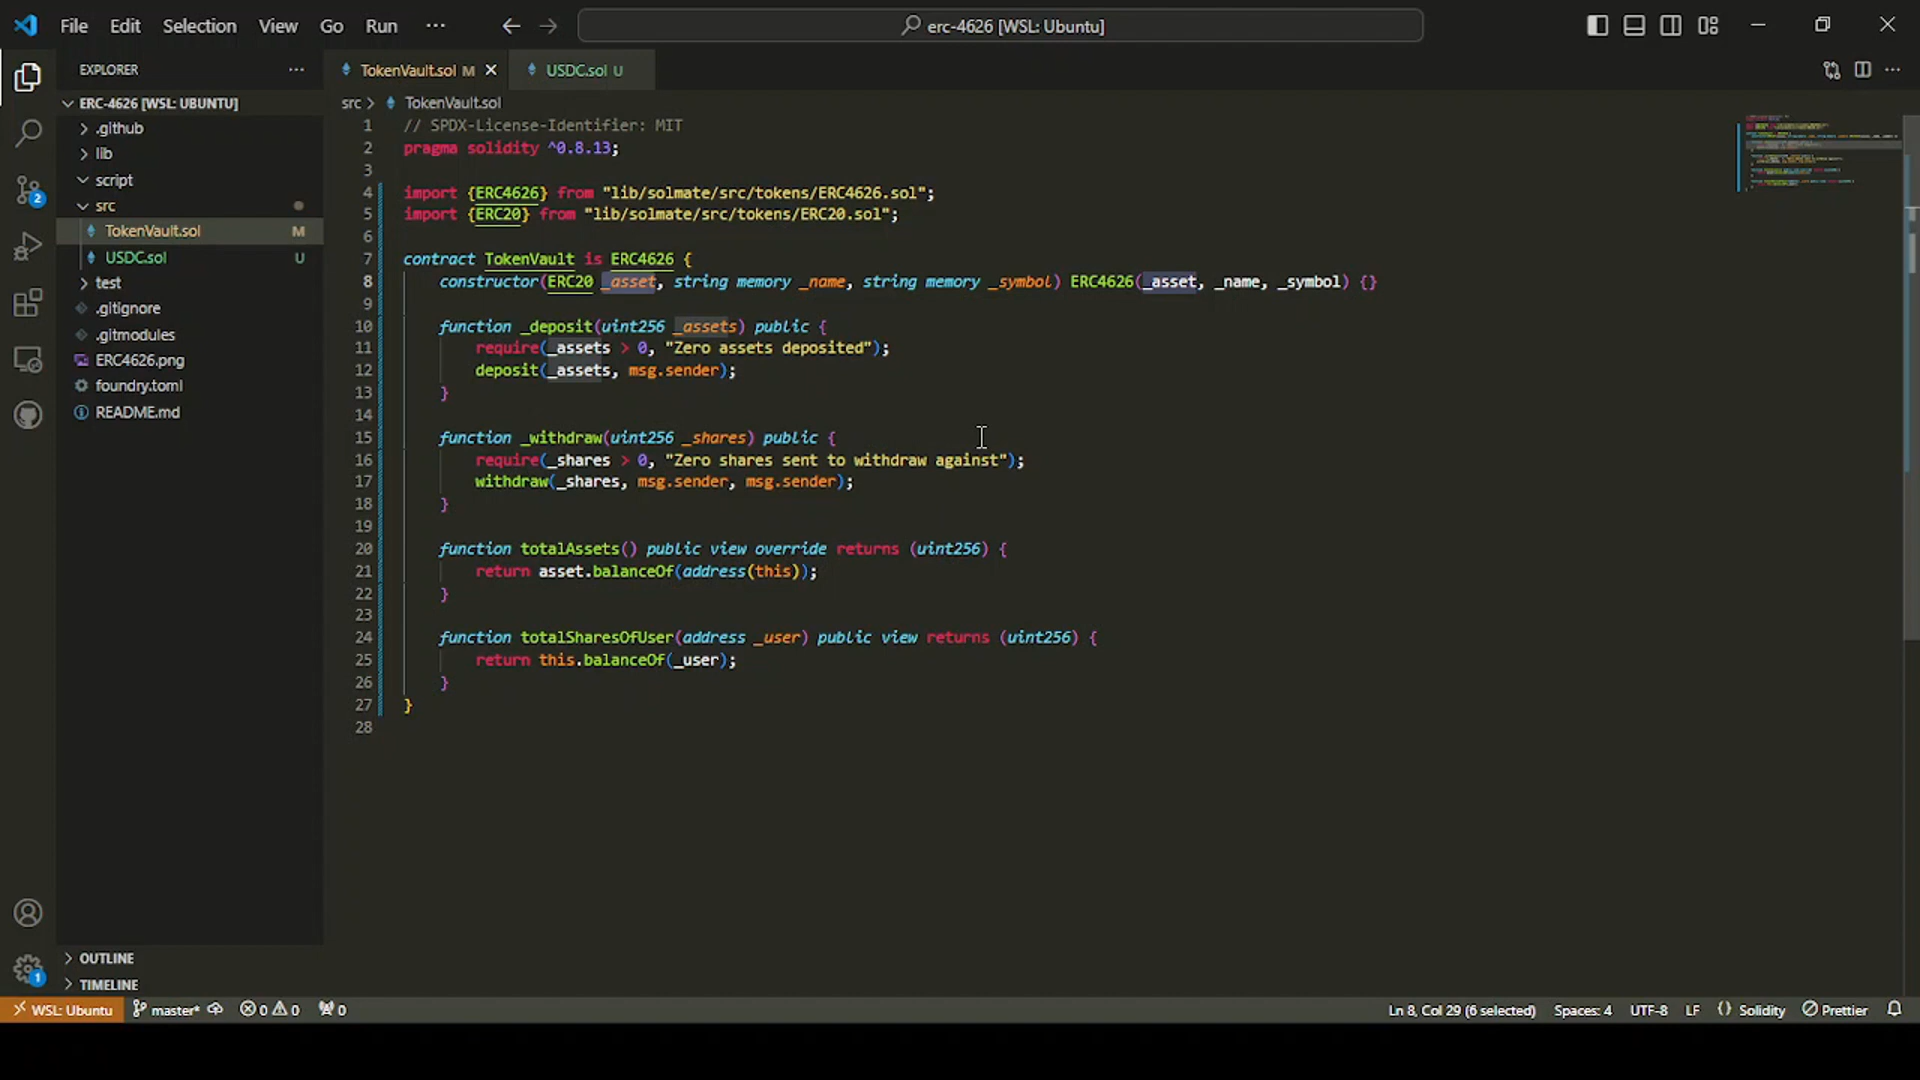 File Edit Selection View Go Run ··· erc-4626 [WSL: Ubuntu]
EXPLORER ···
ERC-4626 [WSL: UBUNTU]
.github
lib
script
src
TokenVault.sol M
USDC.sol U
test
.gitignore
.gitmodules
ERC4626.png
foundry.toml
README.md
OUTLINE
TIMELINE
2
1
TokenVault.sol M
USDC.sol U
src > TokenVault.sol
1 // SPDX-License-Identifier: MIT
2 pragma solidity ^0.8.13;
3
4 import {ERC4626} from "lib/solmate/src/tokens/ERC4626.sol";
5 import {ERC20} from "lib/solmate/src/tokens/ERC20.sol";
6
7 contract TokenVault is ERC4626 {
8 constructor(ERC20 _asset, string memory _name, string memory _symbol) ERC4626(_asset, _name, _symbol) {}
9
10 function _deposit(uint256 _assets) public {
11 require(_assets > 0, "Zero assets deposited");
12 deposit(_assets, msg.sender);
13 }
14
15 function _withdraw(uint256 _shares) public {
16 require(_shares > 0, "Zero shares sent to withdraw against");
17 withdraw(_shares, msg.sender, msg.sender);
18 }
19
20 function totalAssets() public view override returns (uint256) {
21 return asset.balanceOf(address(this));
22 }
23
24 function totalSharesOfUser(address _user) public view returns (uint256) {
25 return this.balanceOf(_user);
26 }
27 }
28
WSL: Ubuntu master* 0 0 0 Ln 8, Col 29 (6 selected) Spaces: 4 UTF-8 LF {} Solidity Prettier